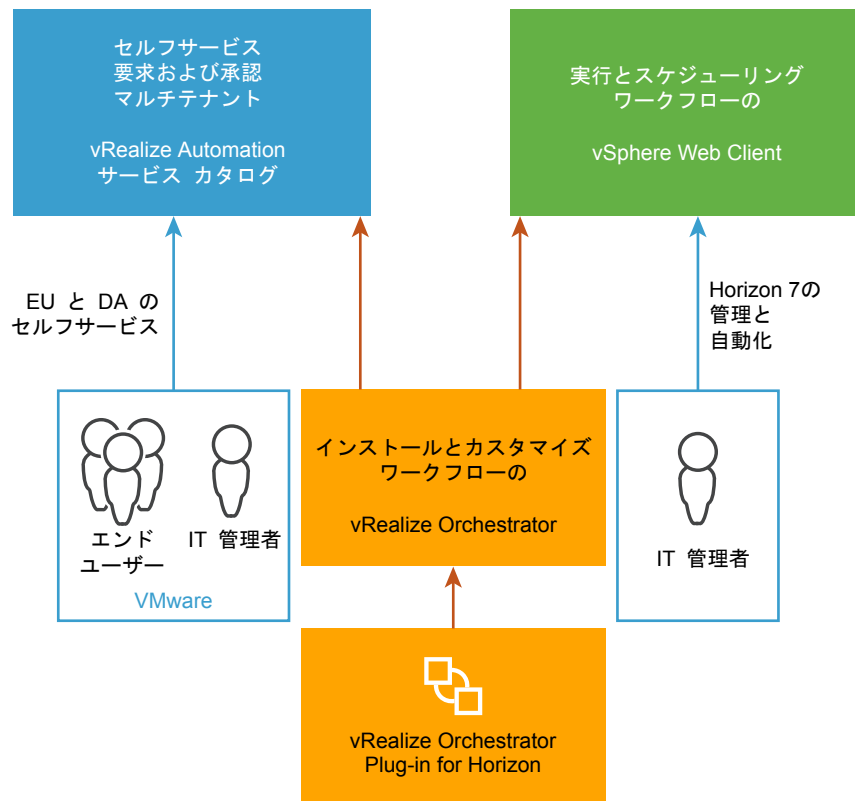 セルフサービス
要求および承認
マルチテナント
vRealize Automation
サービス カタログ
実行とスケジューリング
ワークフローの
vSphere Web Client
EU と DA の
セルフサービス
Horizon 7の
管理と
自動化
エンド
ユーザー
IT 管理者
VMware
インストールとカスタマイズ
ワークフローの
vRealize Orchestrator
IT 管理者
vRealize Orchestrator
Plug-in for Horizon